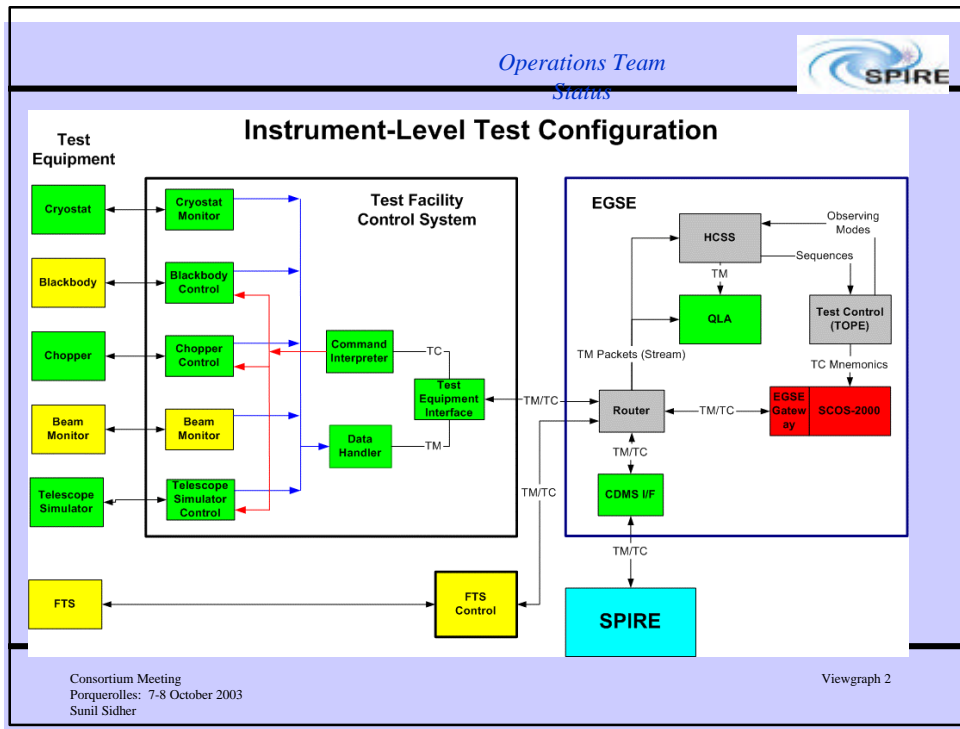 Operations Team
Status
SPIRE
Instrument-Level Test Configuration
Test
Equipment
Test Facility
Control System
EGSE
Cryostat
Cryostat
Monitor
Blackbody
Blackbody
Control
Chopper
Chopper
Control
Beam
Monitor
Beam
Monitor
Telescope
Simulator
Telescope
Simulator
Control
Command
Interpreter
TC
Test
Equipment
Interface
Data
Handler
TM
TM/TC
HCSS
Observing
Modes
Sequences
TM
QLA
Test Control
(TOPE)
TM Packets (Stream)
TC Mnemonics
Router
TM/TC
EGSE
Gatew
ay
SCOS-2000
TM/TC
CDMS I/F
TM/TC
TM/TC
FTS
FTS
Control
SPIRE
Consortium Meeting
Porquerolles: 7-8 October 2003
Sunil Sidher
Viewgraph 2